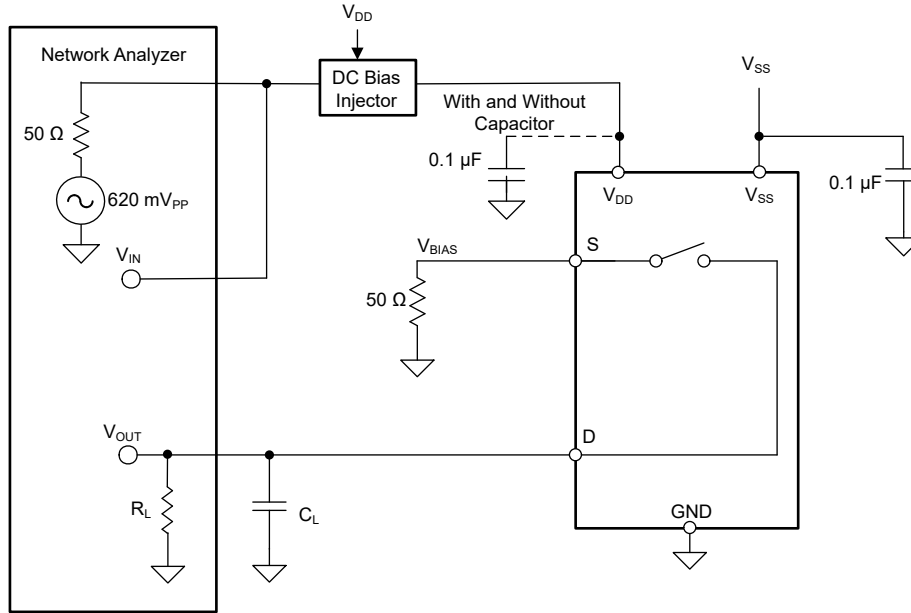 V_DD
Network Analyzer
DC Bias
Injector
V_SS
With and Without
Capacitor
50 Ω
0.1 µF
0.1 µF
620 mV_PP
V_DD
V_SS
V_IN
V_BIAS
S
50 Ω
V_OUT
D
R_L
C_L
GND